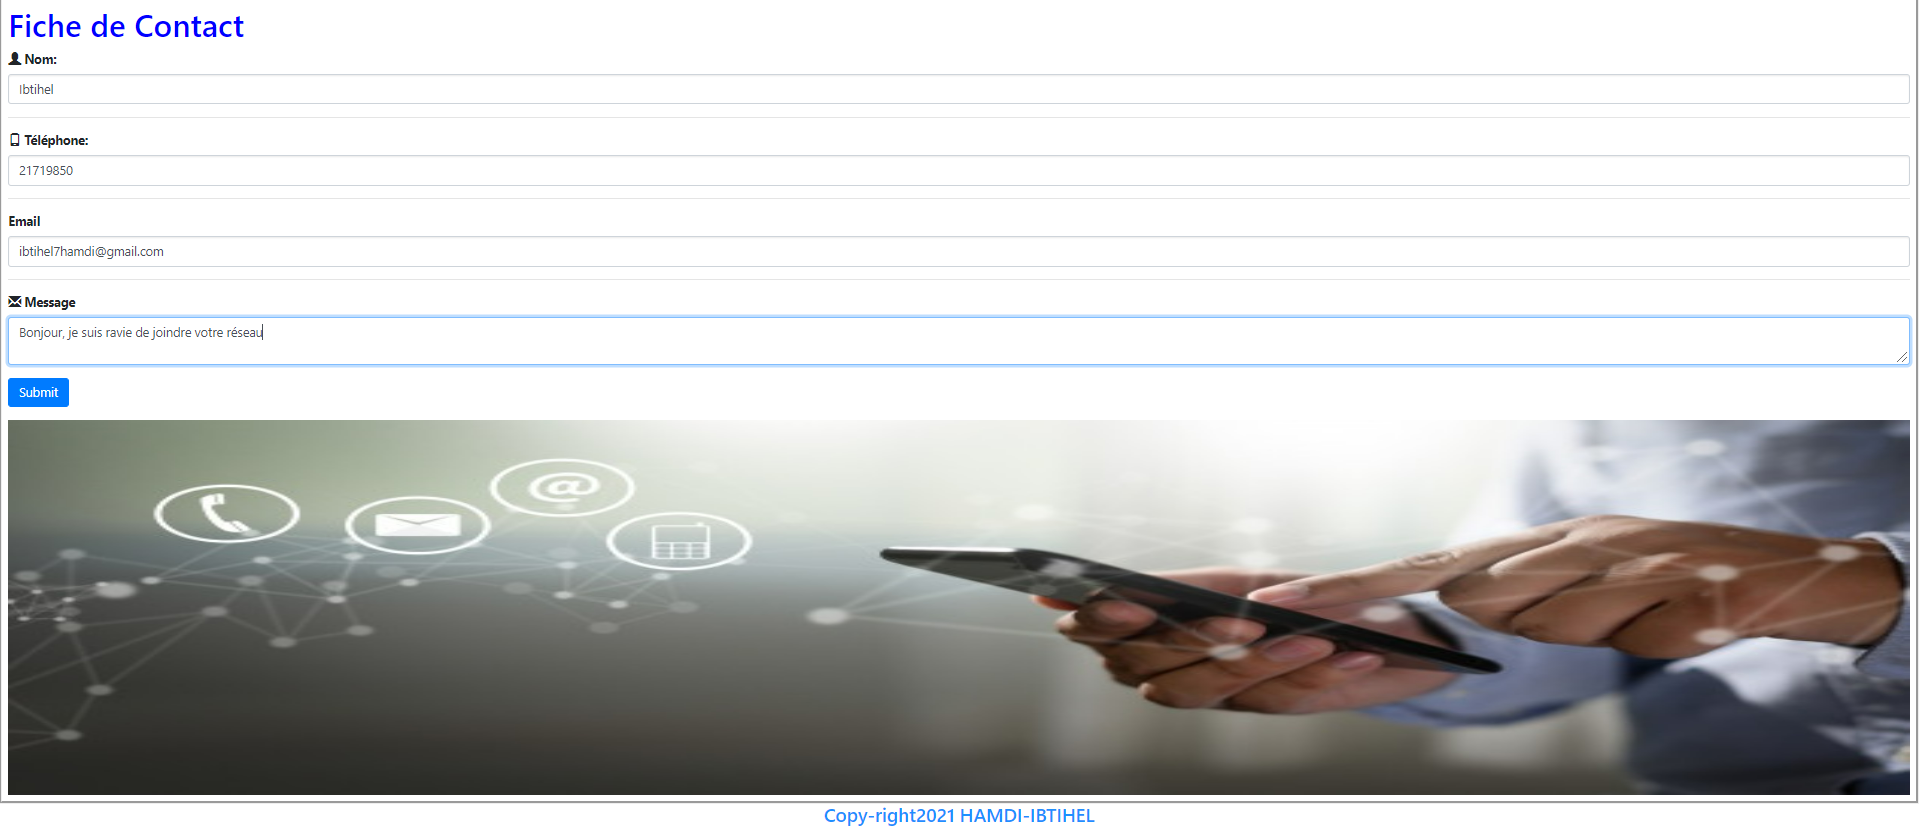 Fiche de Contact
Nom:
Ibtihel
Téléphone:
21719850
Email
ibtihel7hamdi@gmail.com
Message
Bonjour, je suis ravie de joindre votre réseau
Submit
@
Copy-right2021 HAMDI-IBTIHEL